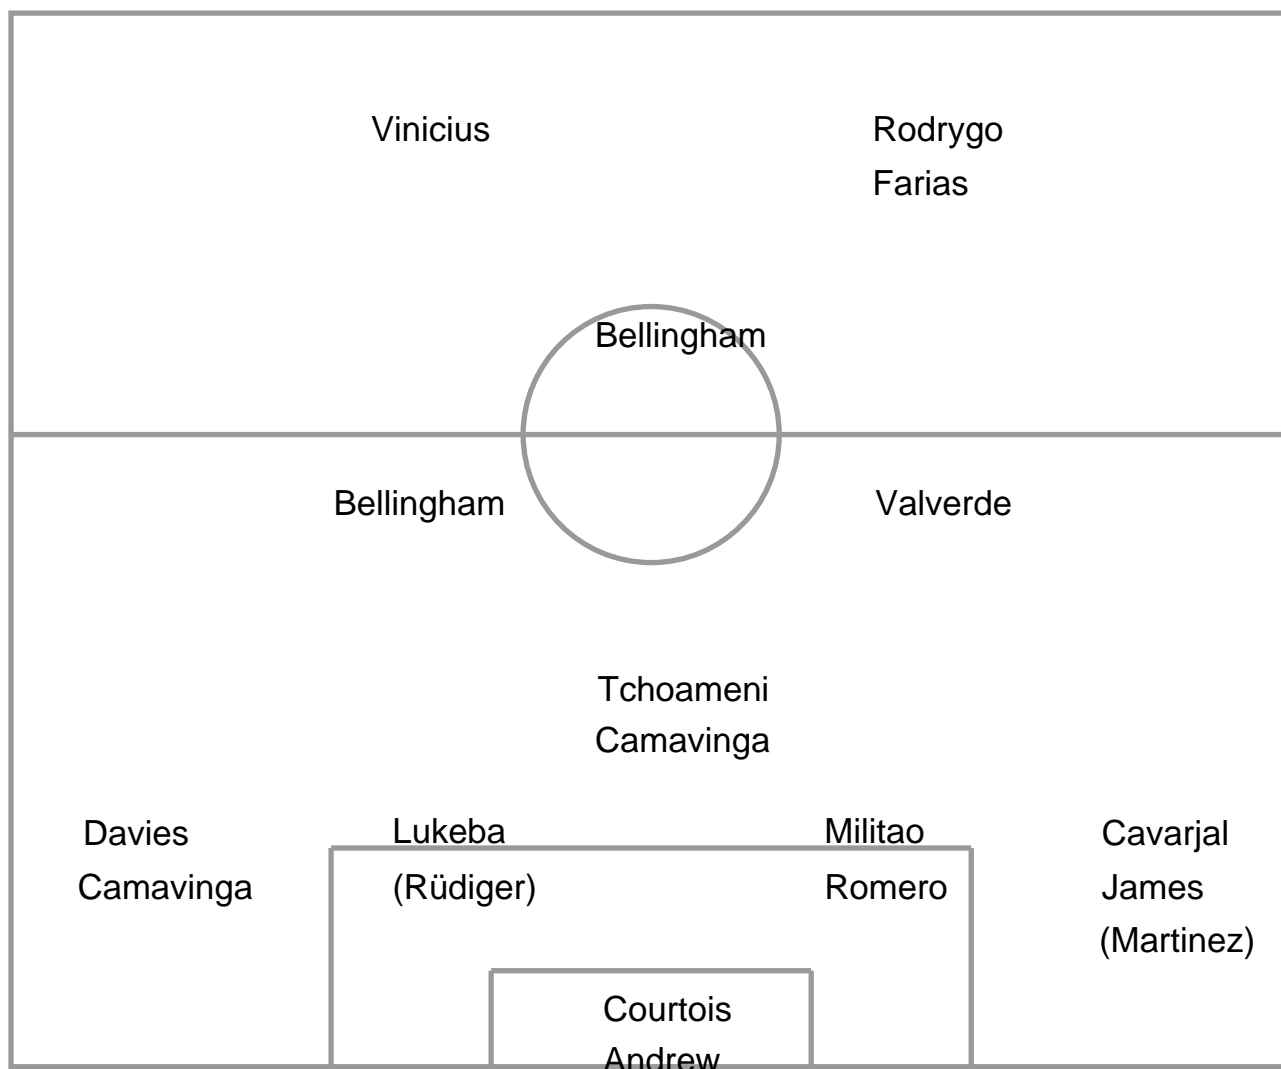 Vinicius
Rodrygo
Farias
Bellingham
Bellingham
Valverde
Tchoameni
Camavinga
Davies
Camavinga
Lukeba
(Rüdiger)
Militao
Romero
Cavarjal
James
(Martinez)
Courtois
Andrew